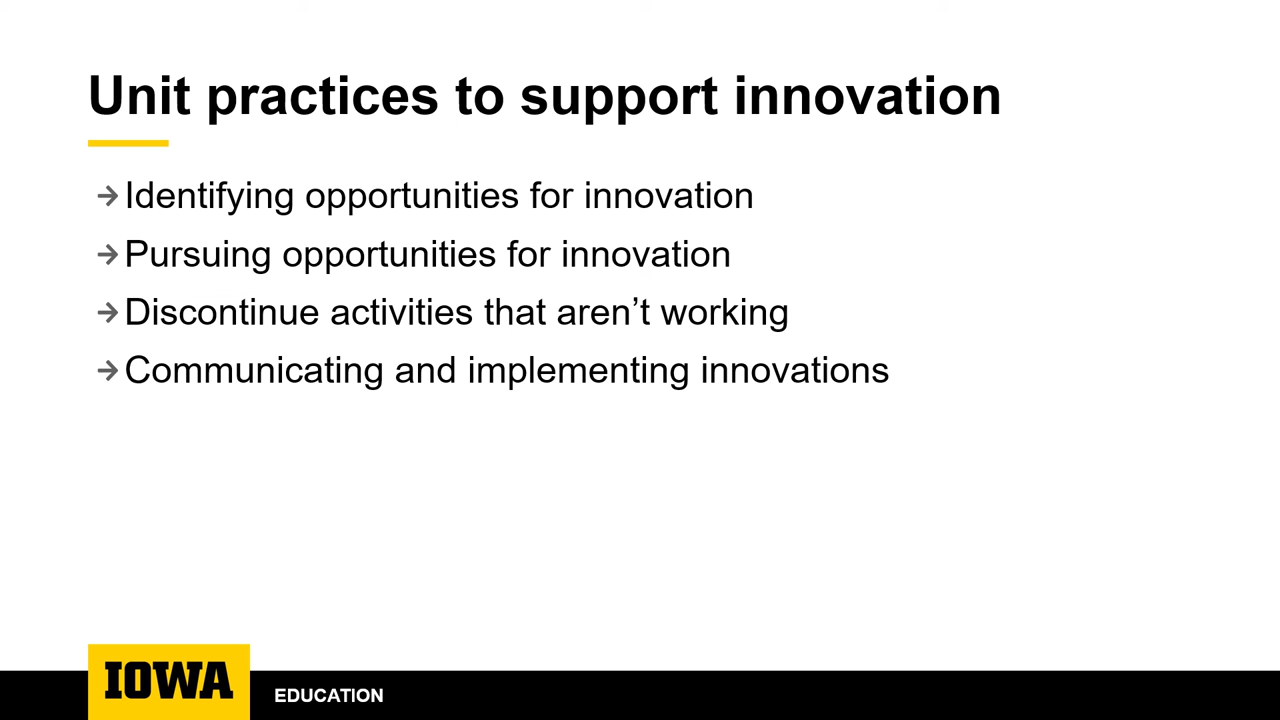 Unit practices to support innovation
→Identifying opportunities for innovation
→Pursuing opportunities for innovation
→Discontinue activities that aren’t working
→Communicating and implementing innovations
IOWA
EDUCATION